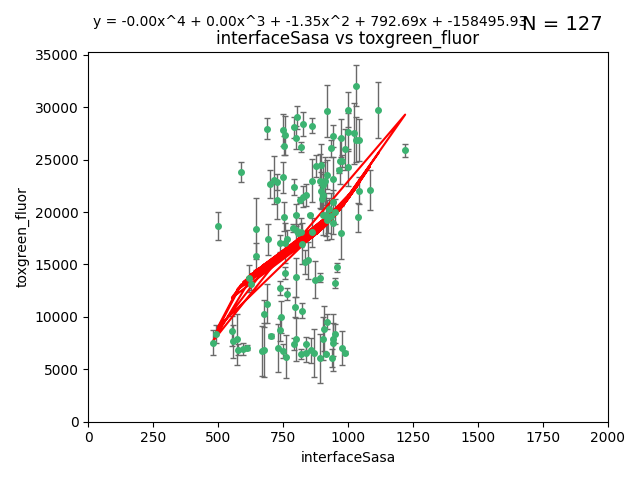 y = -0.00x^4 + 0.00x^3 + -1.35x^2 + 792.69x + -158495.93
N = 127
interfaceSasa vs toxgreen_fluor
35000
30000
25000
20000
15000
10000
5000
0
toxgreen_fluor
0 250 500 750 1000 1250 1500 1750 2000
interfaceSasa